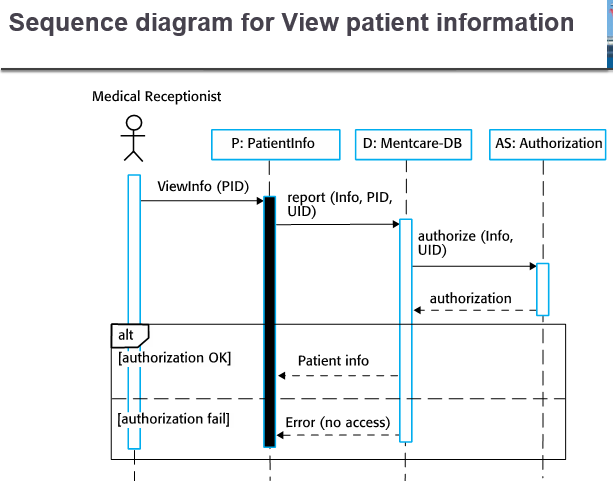 Sequence diagram for View patient information
Medical Receptionist
P: PatientInfo
D: Mentcare-DB
AS: Authorization
ViewInfo (PID)
report (Info, PID,
UID)
authorize (Info,
UID)
authorization
alt
[authorization OK]
Patient info
[authorization fail]
Error (no access)